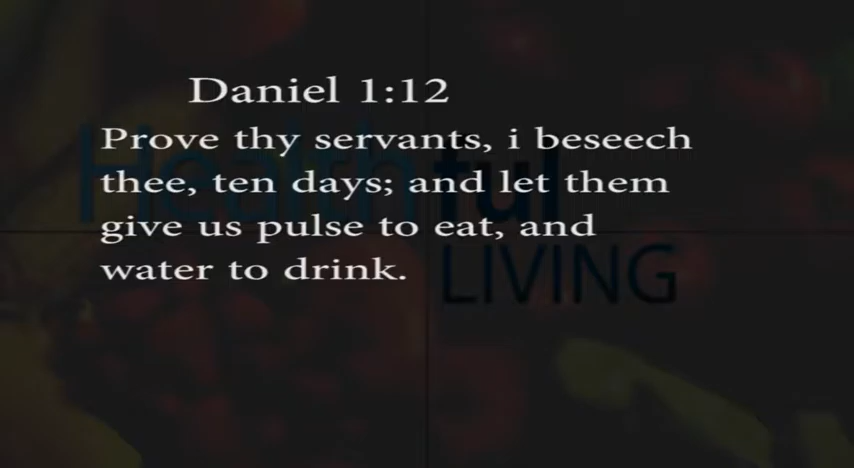 Daniel 1:12
Prove thy servants, i beseech
thee, ten days; and let them
give us pulse to eat, and
water to drink.
Healthful
LIVING